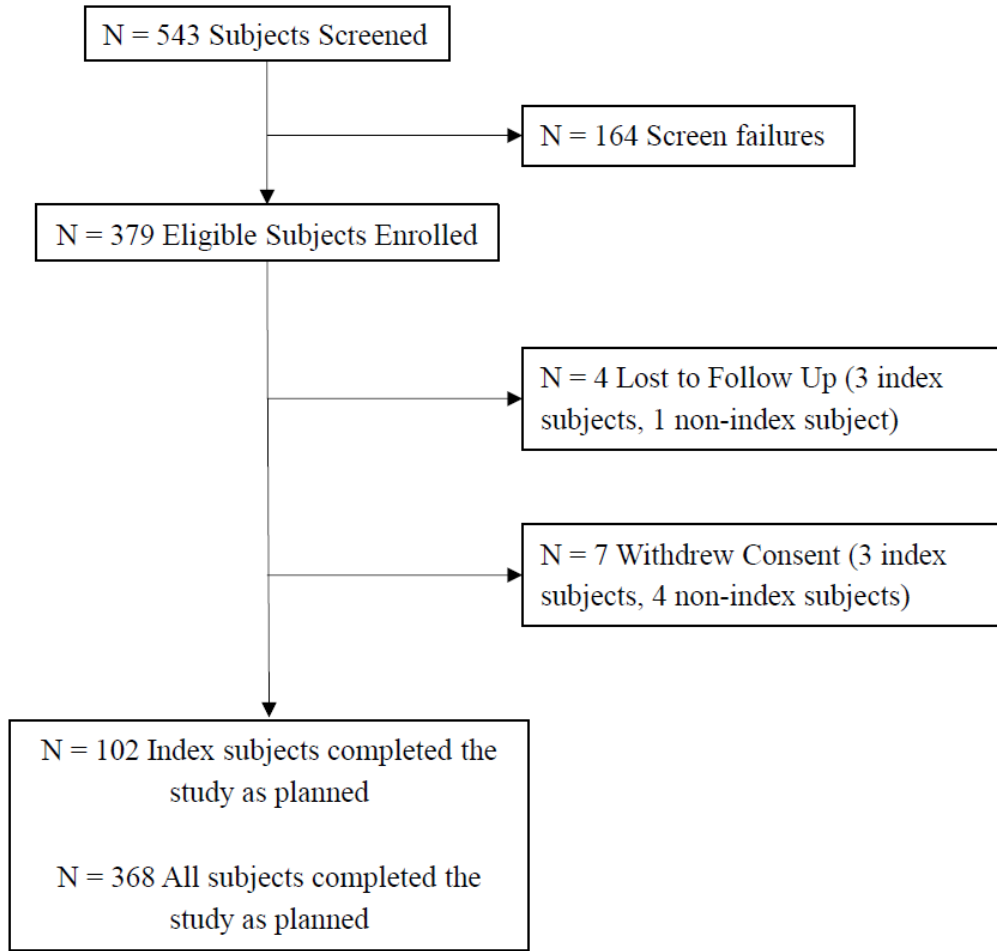 N = 543 Subjects Screened
N = 164 Screen failures
N = 379 Eligible Subjects Enrolled
N = 4 Lost to Follow Up (3 index
subjects, 1 non-index subject)
N = 7 Withdrew Consent (3 index
subjects, 4 non-index subjects)
N = 102 Index subjects completed the
study as planned
N = 368 All subjects completed the
study as planned